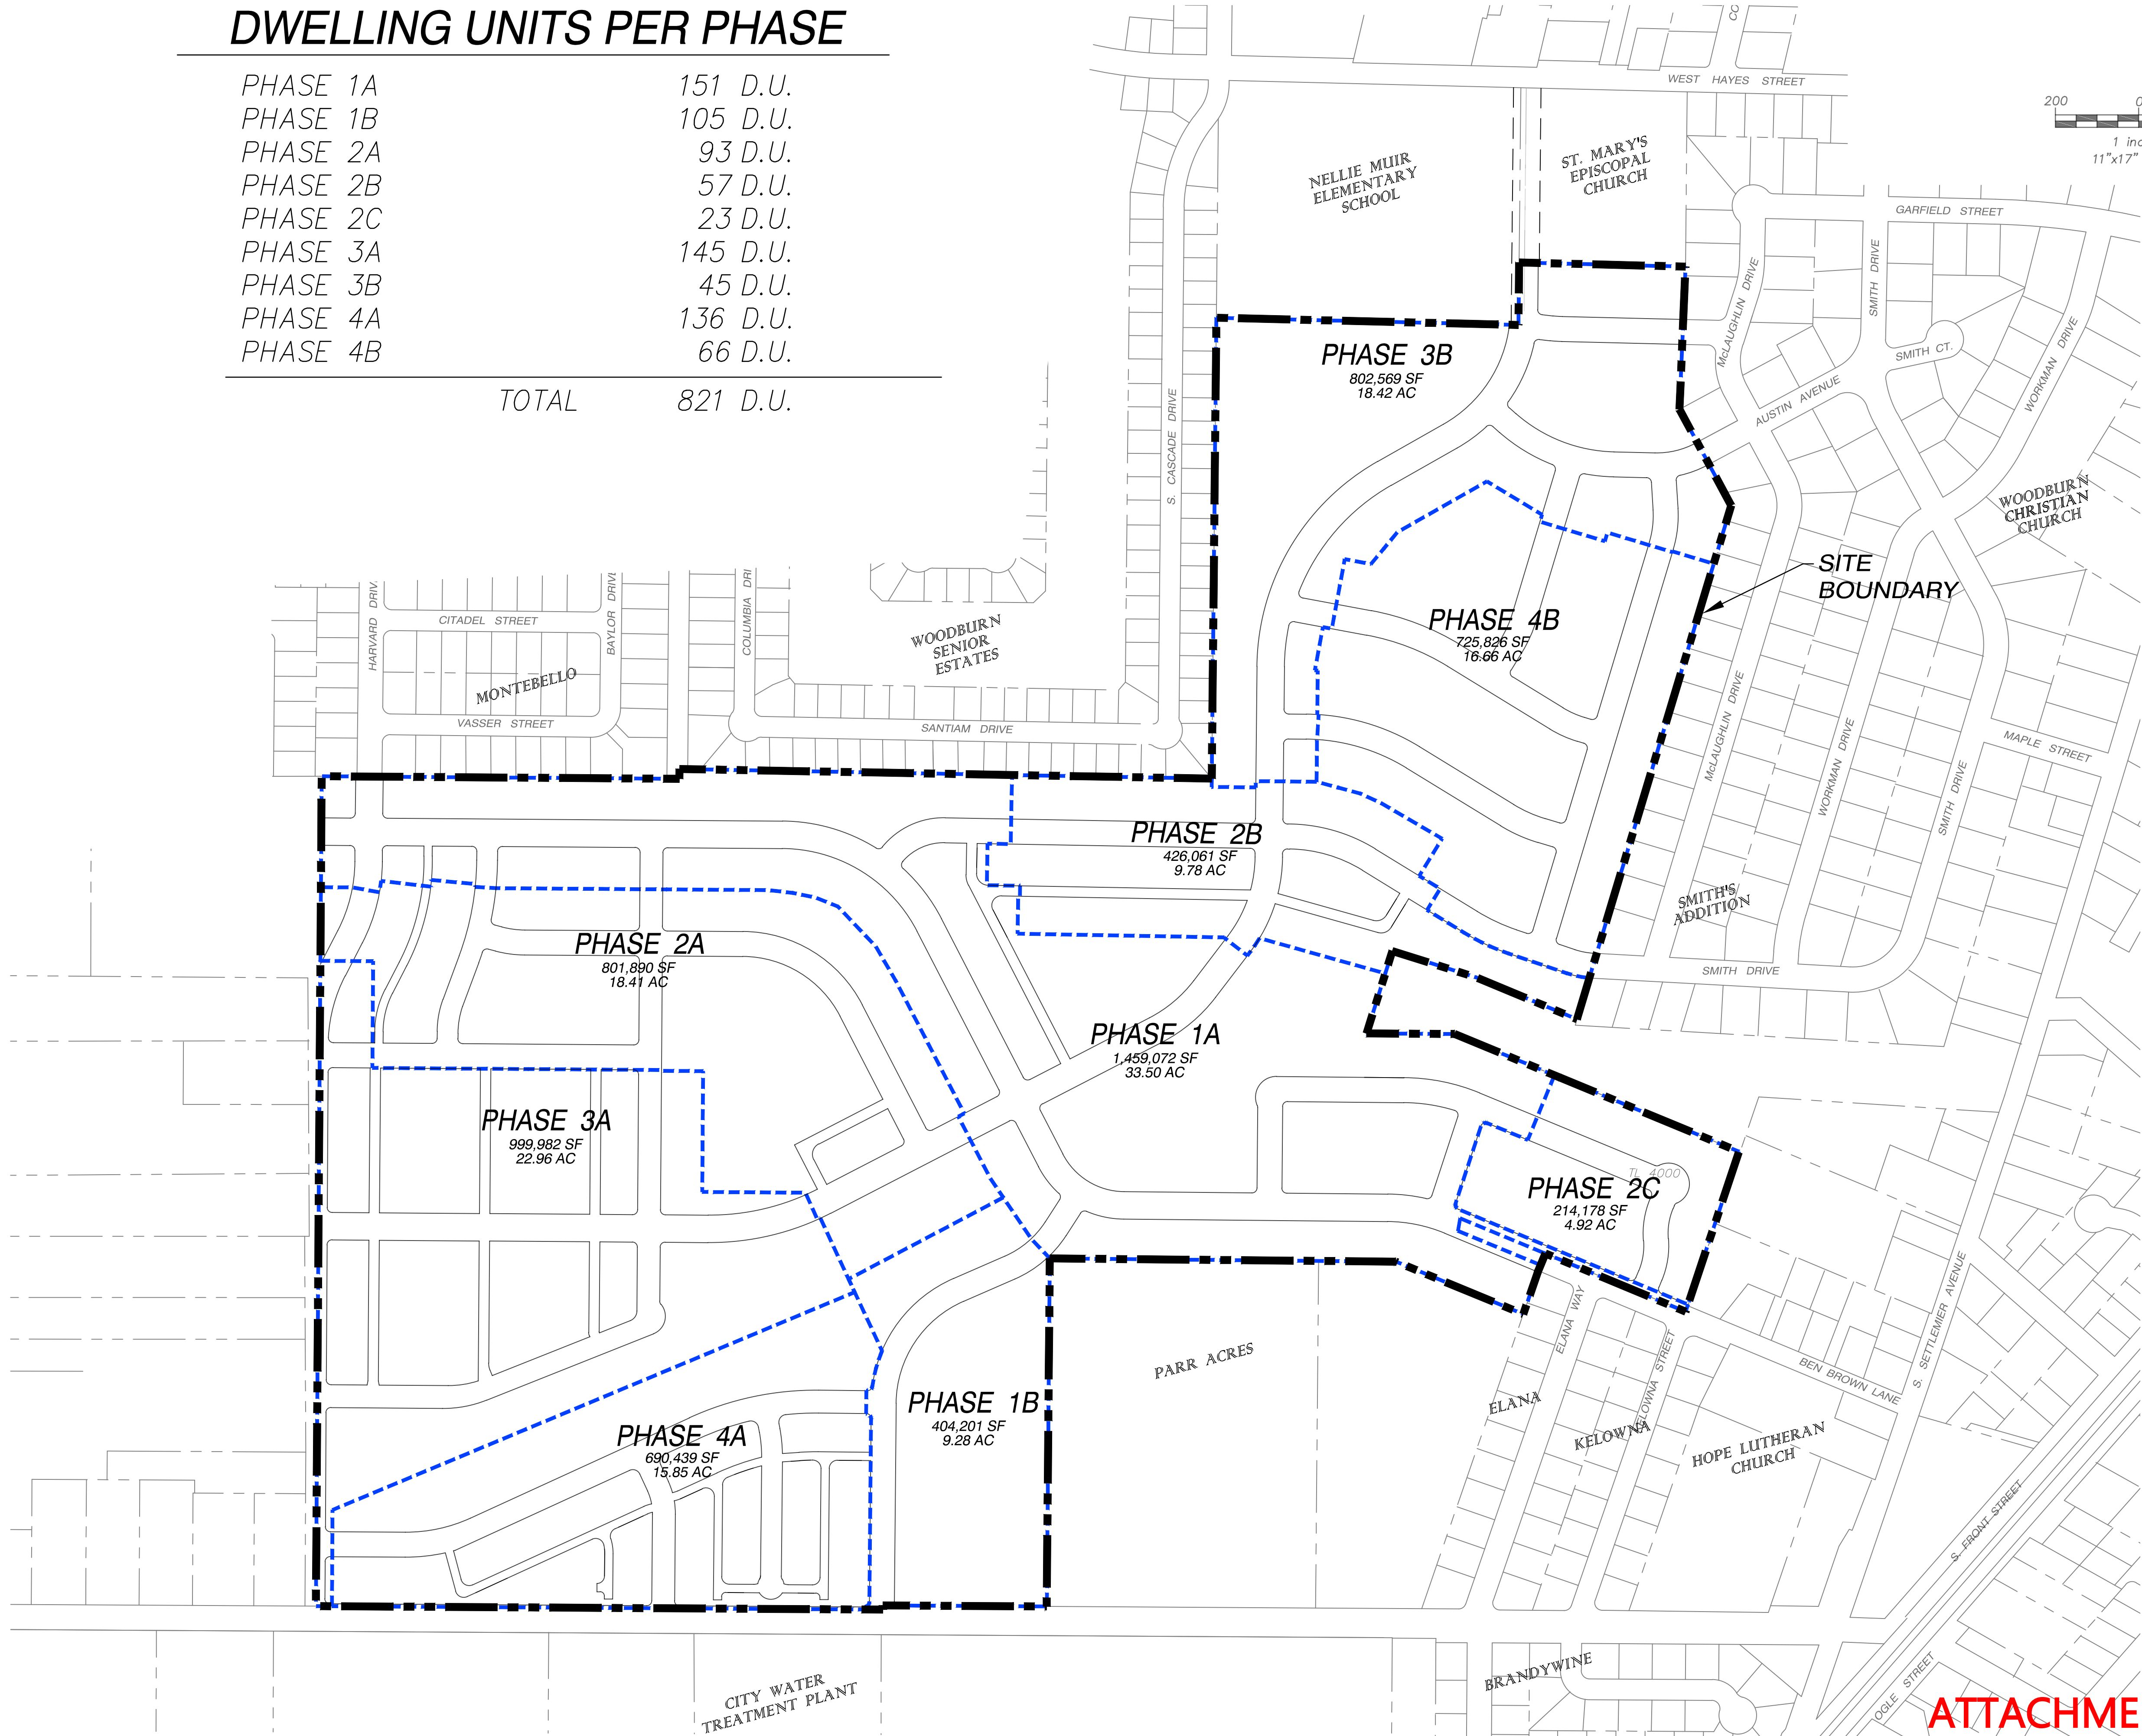 DWELLING UNITS PER PHASE
PHASE 1A 151 D.U.
PHASE 1B 105 D.U.
PHASE 2A 93 D.U.
PHASE 2B 57 D.U.
PHASE 2C 23 D.U.
PHASE 3A 145 D.U.
PHASE 3B 45 D.U.
PHASE 4A 136 D.U.
PHASE 4B 66 D.U.
TOTAL 821 D.U.
WEST HAYES STREET
200 0
1 inc
11"x17"
NELLIE MUIR
ELEMENTARY
SCHOOL
ST. MARY'S
EPISCOPAL
CHURCH
GARFIELD STREET
McLAUGHLIN DRIVE
SMITH DRIVE
SMITH CT.
WORKMAN DRIVE
AUSTIN AVENUE
S. CASCADE DRIVE
PHASE 3B
802,569 SF
18.42 AC
WOODBURN
CHRISTIAN
CHURCH
SITE
BOUNDARY
HARVARD DRIV
CITADEL STREET
BAYLOR DRIVE
COLUMBIA DRI
MONTEBELLO
VASSER STREET
WOODBURN
SENIOR
ESTATES
SANTIAM DRIVE
PHASE 4B
725,826 SF
16.66 AC
McLAUGHLIN DRIVE
WORKMAN DRIVE
SMITH DRIVE
MAPLE STREET
PHASE 2B
426,061 SF
9.78 AC
SMITH'S
ADDITION
SMITH DRIVE
PHASE 2A
801,890 SF
18.41 AC
PHASE 1A
1,459,072 SF
33.50 AC
PHASE 3A
999,982 SF
22.96 AC
TL 4000
PHASE 2C
214,178 SF
4.92 AC
S. SETTLEMIER AVENUE
ELANA WAY
KELOWNA STREET
BEN BROWN LANE
PARR ACRES
ELANA
KELOWNA
HOPE LUTHERAN
CHURCH
PHASE 1B
404,201 SF
9.28 AC
PHASE 4A
690,439 SF
15.85 AC
S. FRONT STREET
CITY WATER
TREATMENT PLANT
BRANDYWINE
OGLE STREET
ATTACHME